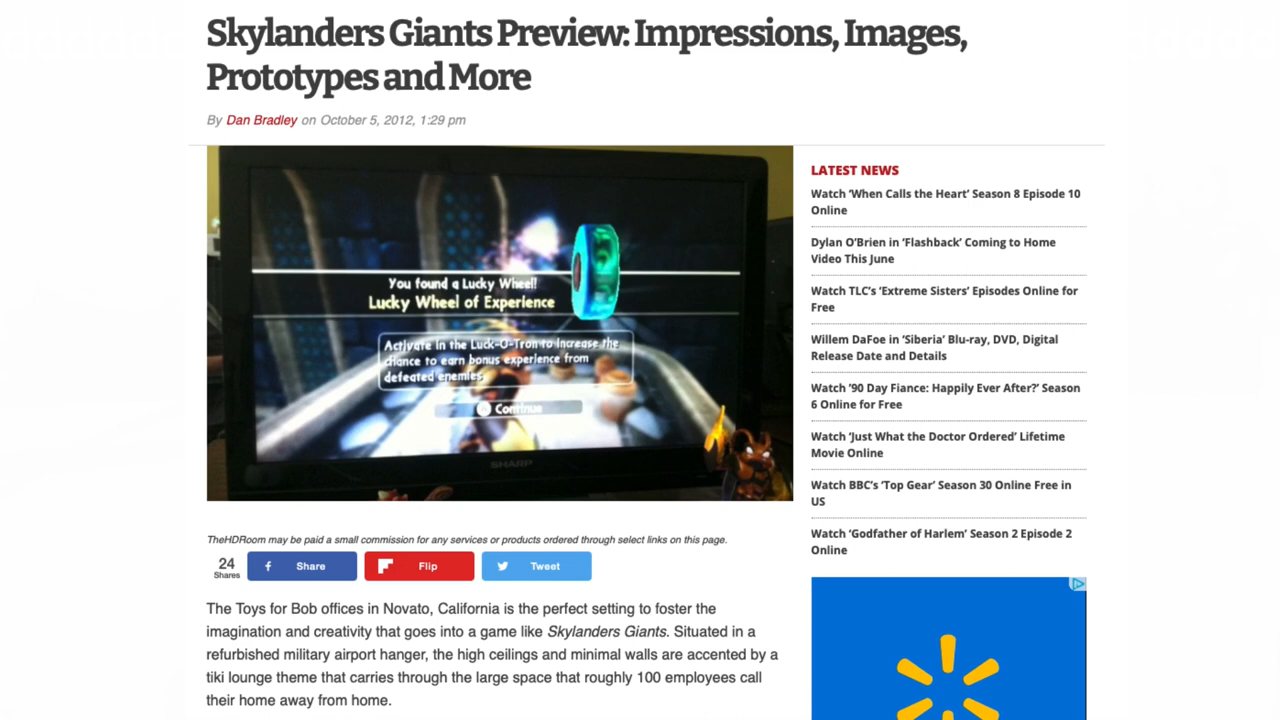 Skylanders Giants Preview: Impressions, Images,
Prototypes and More
By Dan Bradley on October 5, 2012, 1:29 pm
You found a Lucky Wheel!
Lucky Wheel of Experience
Activate in the Luck-O-Tron to increase the
chance to earn bonus experience from
defeated enemies.
Continue
SHARP
TheHDRoom may be paid a small commission for any services or products ordered through select links on this page.
24
Shares
Share
Flip
Tweet
The Toys for Bob offices in Novato, California is the perfect setting to foster the
imagination and creativity that goes into a game like Skylanders Giants. Situated in a
refurbished military airport hanger, the high ceilings and minimal walls are accented by a
tiki lounge theme that carries through the large space that roughly 100 employees call
their home away from home.
LATEST NEWS
Watch ‘When Calls the Heart’ Season 8 Episode 10
Online
Dylan O’Brien in ‘Flashback’ Coming to Home
Video This June
Watch TLC’s ‘Extreme Sisters’ Episodes Online for
Free
Willem DaFoe in ‘Siberia’ Blu-ray, DVD, Digital
Release Date and Details
Watch ’90 Day Fiance: Happily Ever After?’ Season
6 Online for Free
Watch ‘Just What the Doctor Ordered’ Lifetime
Movie Online
Watch BBC’s ‘Top Gear’ Season 30 Online Free in
US
Watch ‘Godfather of Harlem’ Season 2 Episode 2
Online